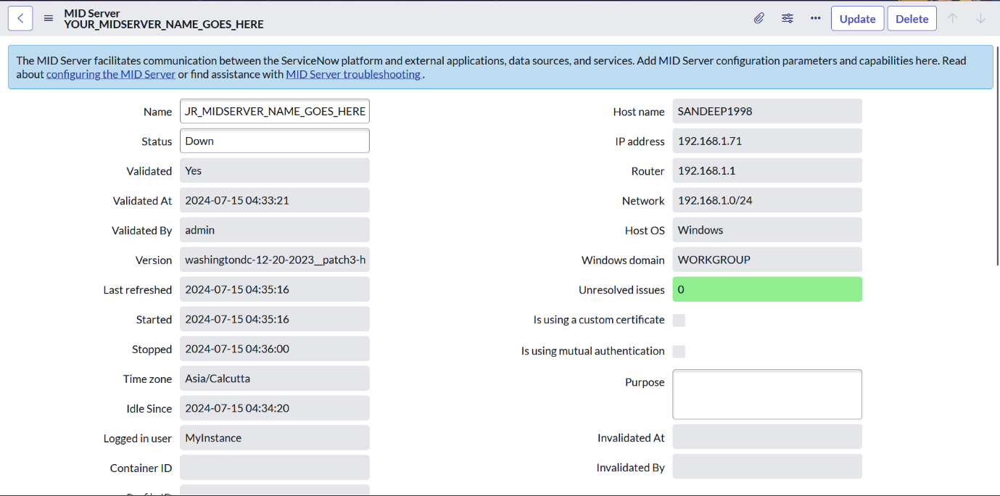 MID Server
YOUR_MIDSERVER_NAME_GOES_HERE
Update
Delete
The MID Server facilitates communication between the ServiceNow platform and external applications, data sources, and services. Add MID Server configuration parameters and capabilities here. Read
about configuring the MID Server or find assistance with MID Server troubleshooting .
Name JR_MIDSERVER_NAME_GOES_HERE
Status Down
Validated Yes
Validated At 2024-07-15 04:33:21
Validated By admin
Version washingtondc-12-20-2023__patch3-h
Last refreshed 2024-07-15 04:35:16
Started 2024-07-15 04:35:16
Stopped 2024-07-15 04:36:00
Time zone Asia/Calcutta
Idle Since 2024-07-15 04:34:20
Logged in user MyInstance
Container ID
Host name SANDEEP1998
IP address 192.168.1.71
Router 192.168.1.1
Network 192.168.1.0/24
Host OS Windows
Windows domain WORKGROUP
Unresolved issues 0
Is using a custom certificate
Is using mutual authentication
Purpose
Invalidated At
Invalidated By